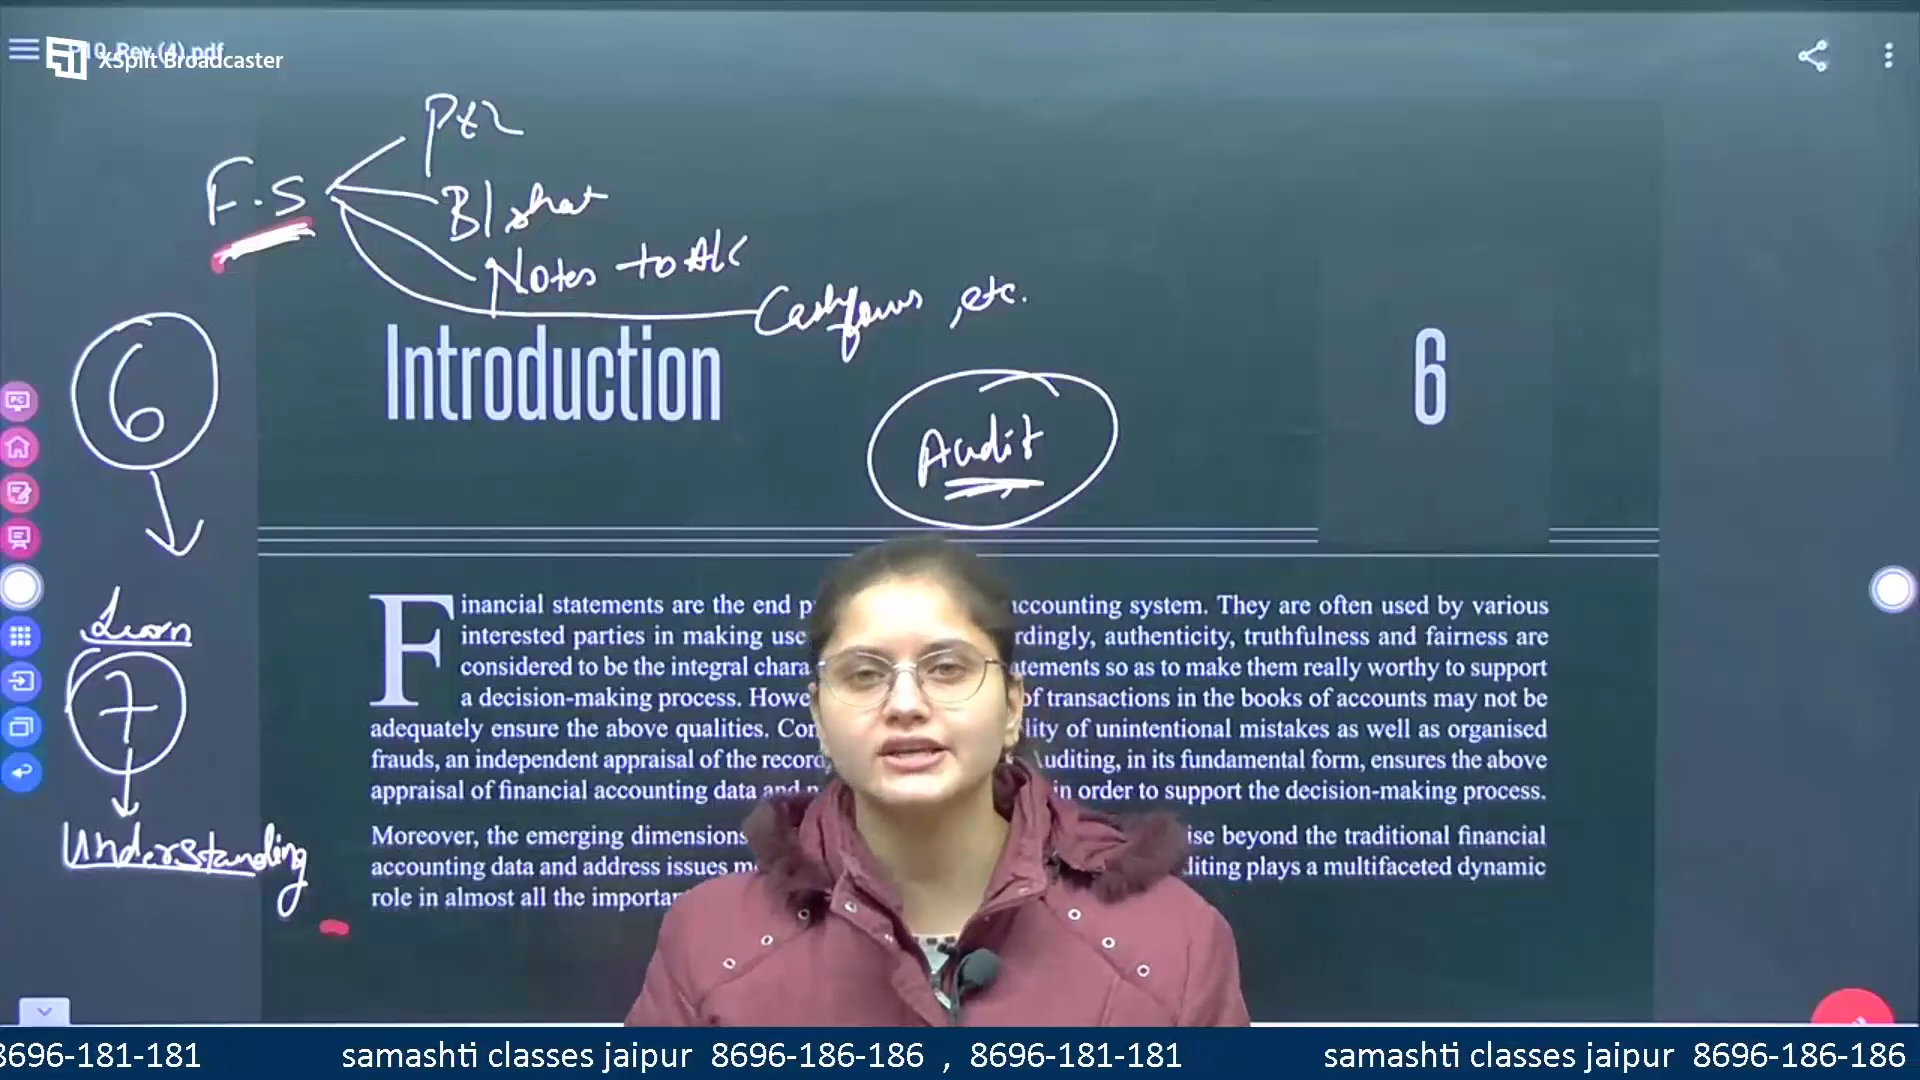 P10_Rev (4).pdf
XSplit Broadcaster
P&L
F.S
B/sheet
Notes to A/c
Cashflows, etc.
Introduction
6
6
Audit
Learn
7
Understanding
Financial statements are the end p ccounting system. They are often used by various
interested parties in making use rdingly, authenticity, truthfulness and fairness are
considered to be the integral chara atements so as to make them really worthy to support
a decision-making process. Howe of transactions in the books of accounts may not be
adequately ensure the above qualities. Con lity of unintentional mistakes as well as organised
frauds, an independent appraisal of the record uditing, in its fundamental form, ensures the above
appraisal of financial accounting data and in order to support the decision-making process.
Moreover, the emerging dimensions ise beyond the traditional financial
accounting data and address issues m diting plays a multifaceted dynamic
role in almost all the importan
8696-181-181 samashti classes jaipur 8696-186-186 , 8696-181-181 samashti classes jaipur 8696-186-186